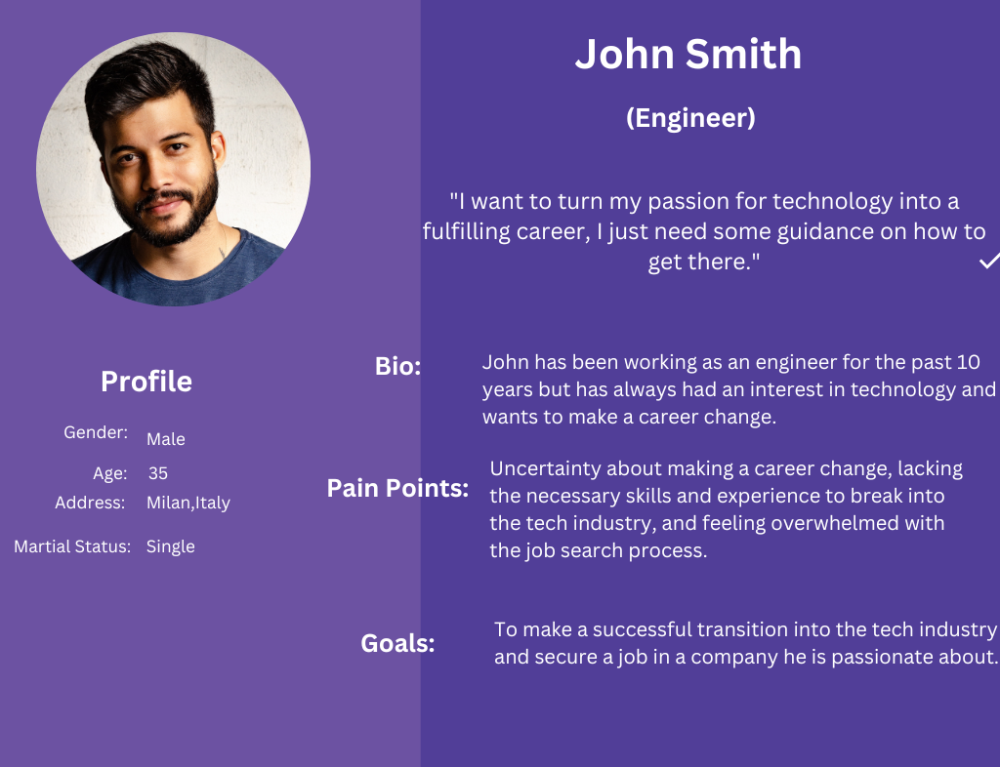 John Smith
(Engineer)
"I want to turn my passion for technology into a
fulfilling career, I just need some guidance on how to
get there."
Profile
Gender: Male
Age: 35
Address: Milan,Italy
Martial Status: Single
Bio: John has been working as an engineer for the past 10
years but has always had an interest in technology and
wants to make a career change.
Pain Points: Uncertainty about making a career change, lacking
the necessary skills and experience to break into
the tech industry, and feeling overwhelmed with
the job search process.
Goals: To make a successful transition into the tech industry
and secure a job in a company he is passionate about.